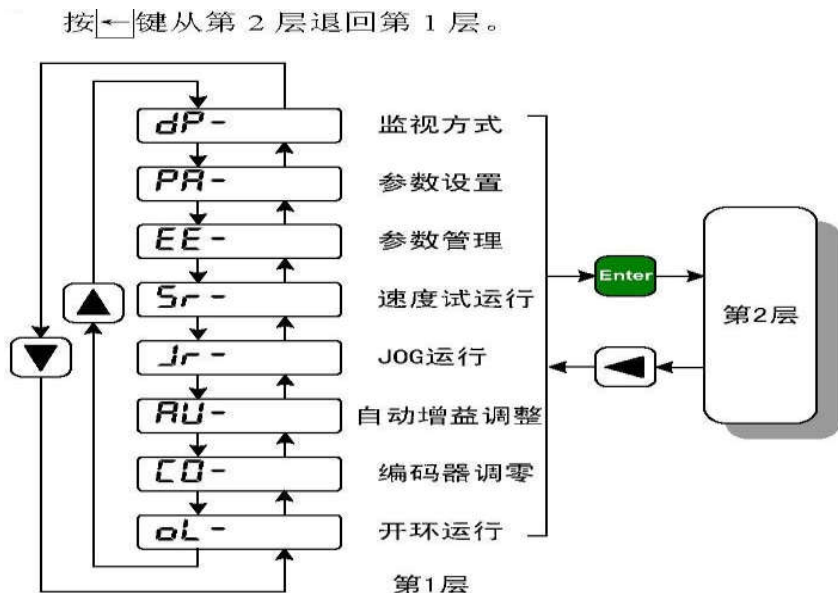 按←键从第 2 层退回第 1 层。
dP- 监视方式
PA- 参数设置
EE- 参数管理
Sr- 速度试运行
Jr- JOG运行
AU- 自动增益调整
CO- 编码器调零
oL- 开环运行
Enter
第2层
第1层